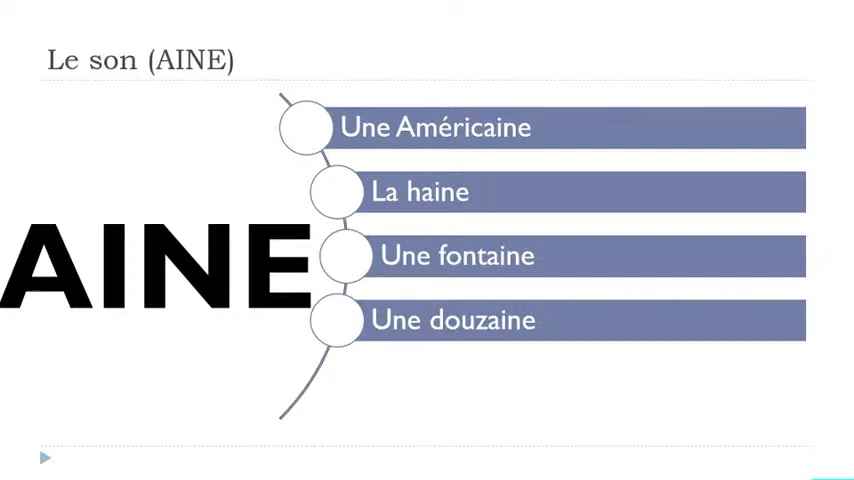 Le son (AINE)
Une Américaine
La haine
AINE
Une fontaine
Une douzaine